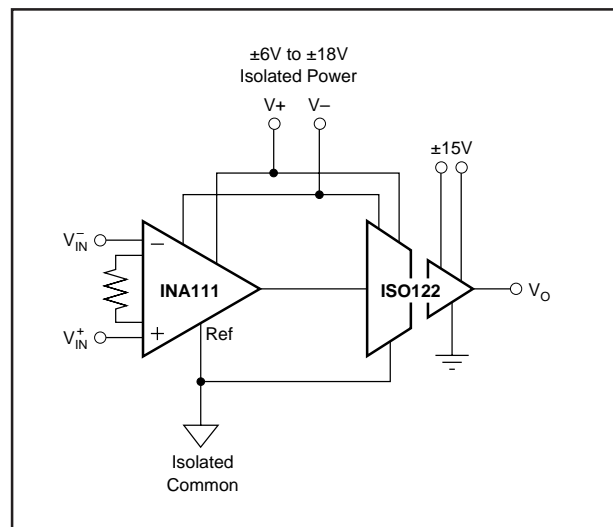 ±6V to ±18V
Isolated Power
V+
V–
±15V
V⁻IN
–
INA111
ISO122
VO
+
V⁺IN
Ref
Isolated
Common